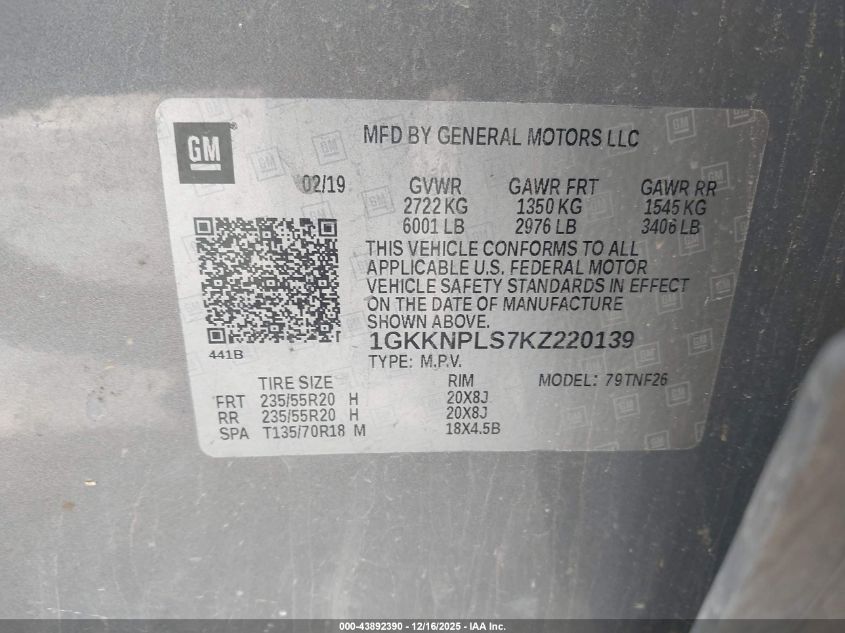 GM
MFD BY GENERAL MOTORS LLC
02/19 GVWR GAWR FRT GAWR RR
2722 KG 1350 KG 1545 KG
6001 LB 2976 LB 3406 LB
THIS VEHICLE CONFORMS TO ALL
APPLICABLE U.S. FEDERAL MOTOR
VEHICLE SAFETY STANDARDS IN EFFECT
ON THE DATE OF MANUFACTURE
SHOWN ABOVE.
441B
1GKKNPLS7KZ220139
TYPE: M.P.V.
TIRE SIZE RIM MODEL: 79TNF26
FRT 235/55R20 H 20X8J
RR 235/55R20 H 20X8J
SPA T135/70R18 M 18X4.5B
000-43892390 - 12/16/2025 - IAA Inc.